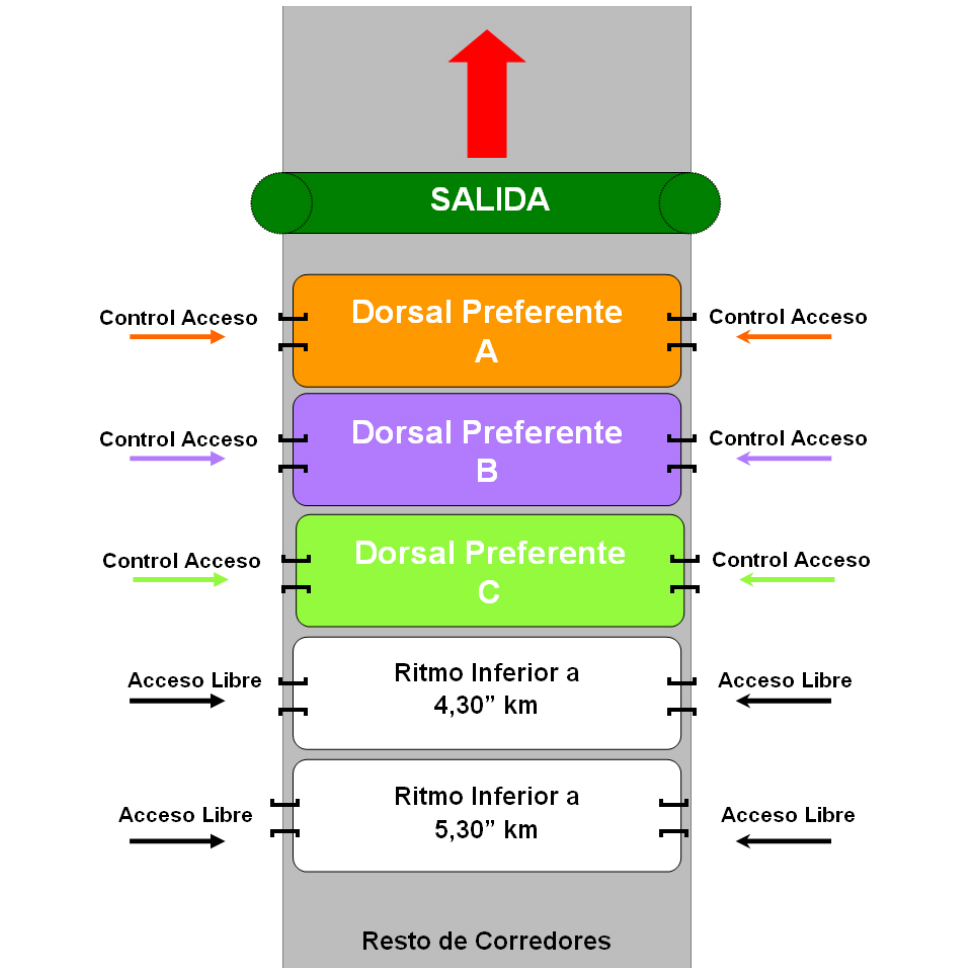 SALIDA
Control Acceso
Dorsal Preferente
A
Control Acceso
Control Acceso
Dorsal Preferente
B
Control Acceso
Control Acceso
Dorsal Preferente
C
Control Acceso
Acceso Libre
Ritmo Inferior a
4,30” km
Acceso Libre
Acceso Libre
Ritmo Inferior a
5,30” km
Acceso Libre
Resto de Corredores